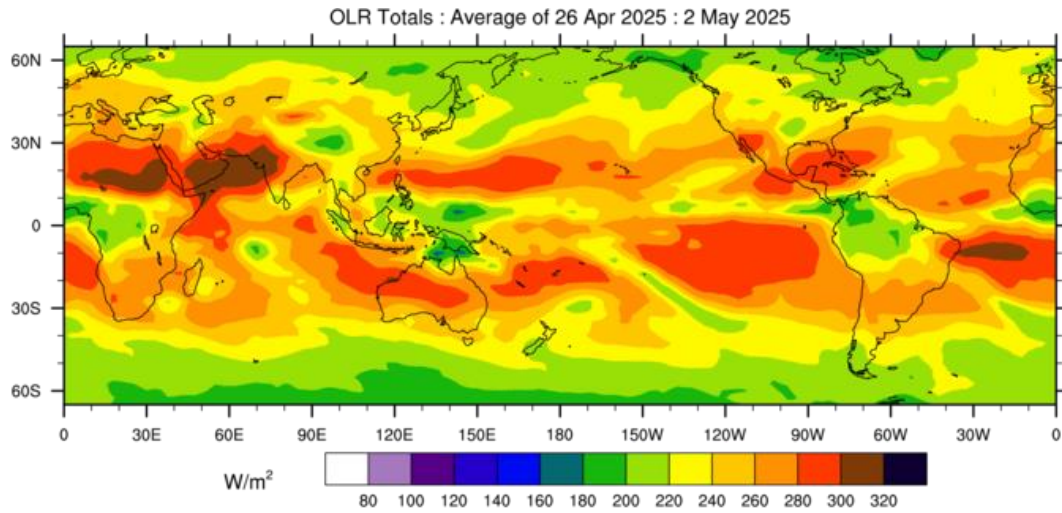 OLR Totals : Average of 26 Apr 2025 : 2 May 2025
60N
30N
0
30S
60S
0 30E 60E 90E 120E 150E 180 150W 120W 90W 60W 30W 0
W/m²
80 100 120 140 160 180 200 220 240 260 280 300 320